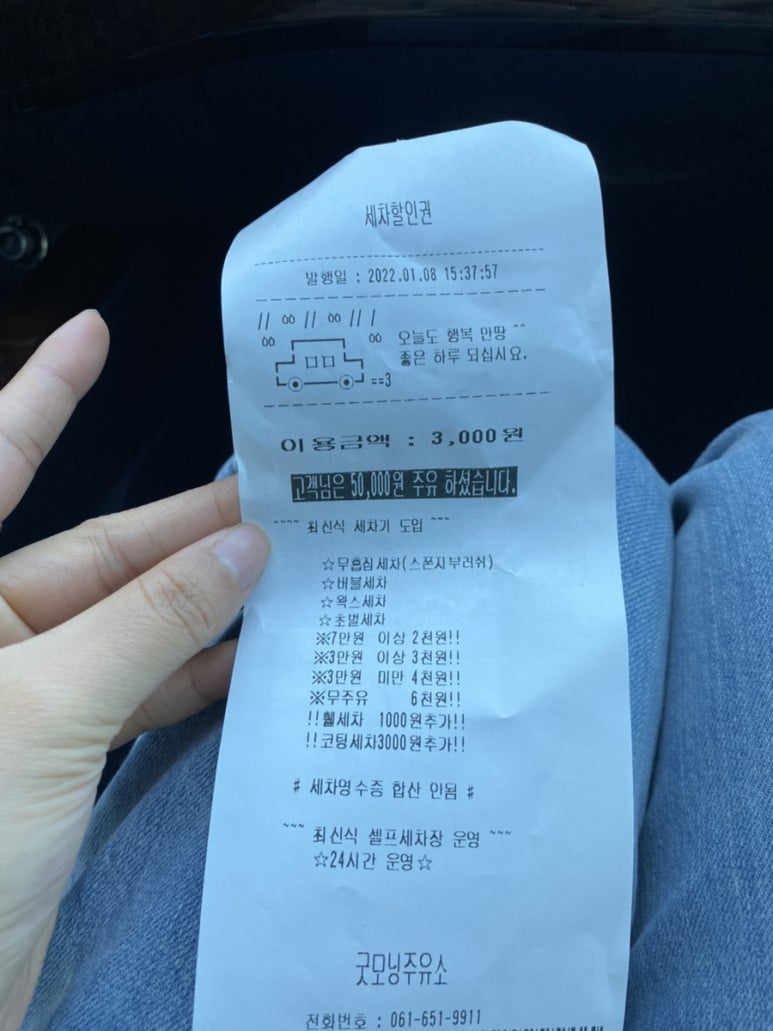 세차할인권
발행일 : 2022.01.08 15:37:57
오늘도 행복 만땅 ^^
좋은 하루 되십시요.
==3
이용금액 : 3,000원
고객님은 50,000원 주유 하셨습니다.
~~~~ 최신식 세차기 도입 ~~~
☆무흡집세차(스폰지부러쉬)
☆버블세차
☆왁스세차
☆초벌세차
※7만원 이상 2천원!!
※3만원 이상 3천원!!
※3만원 미만 4천원!!
※무주유 6천원!!
!!휠세차 1000원추가!!
!!코팅세차3000원추가!!
# 세차영수증 합산 안됨 #
~~~ 최신식 셀프세차장 운영 ~~~
☆24시간 운영☆
굿모닝주유소
전화번호 : 061-651-9911